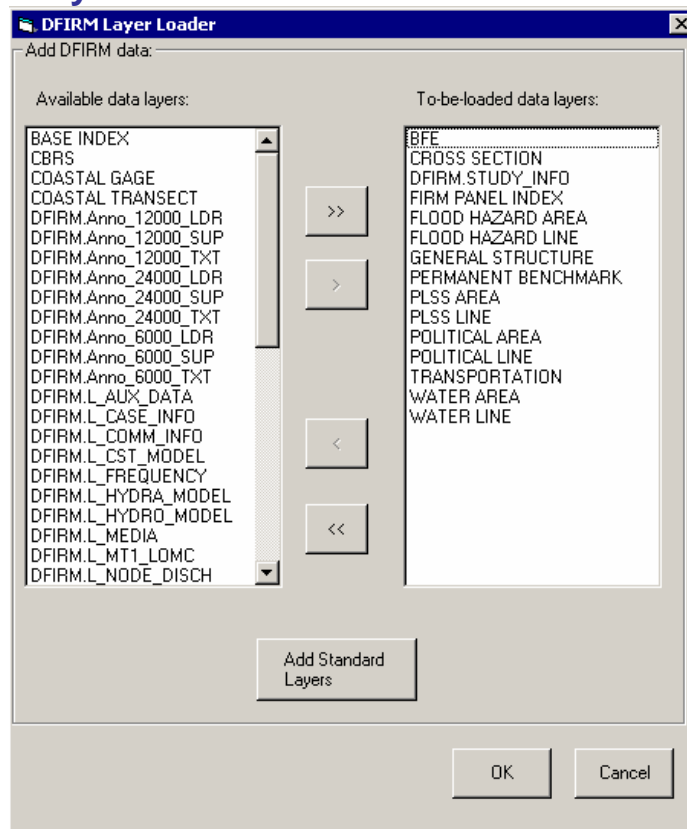 DFIRM Layer Loader
Add DFIRM data:
Available data layers:
BASE INDEX
CBRS
COASTAL GAGE
COASTAL TRANSECT
DFIRM.Anno_12000_LDR
DFIRM.Anno_12000_SUP
DFIRM.Anno_12000_TXT
DFIRM.Anno_24000_LDR
DFIRM.Anno_24000_SUP
DFIRM.Anno_24000_TXT
DFIRM.Anno_6000_LDR
DFIRM.Anno_6000_SUP
DFIRM.Anno_6000_TXT
DFIRM.L_AUX_DATA
DFIRM.L_CASE_INFO
DFIRM.L_COMM_INFO
DFIRM.L_CST_MODEL
DFIRM.L_FREQUENCY
DFIRM.L_HYDRA_MODEL
DFIRM.L_HYDRO_MODEL
DFIRM.L_MEDIA
DFIRM.L_MT1_LOMC
DFIRM.L_NODE_DISCH
>>
>
<
<<
To-be-loaded data layers:
BFE
CROSS SECTION
DFIRM.STUDY_INFO
FIRM PANEL INDEX
FLOOD HAZARD AREA
FLOOD HAZARD LINE
GENERAL STRUCTURE
PERMANENT BENCHMARK
PLSS AREA
PLSS LINE
POLITICAL AREA
POLITICAL LINE
TRANSPORTATION
WATER AREA
WATER LINE
Add Standard
Layers
OK
Cancel